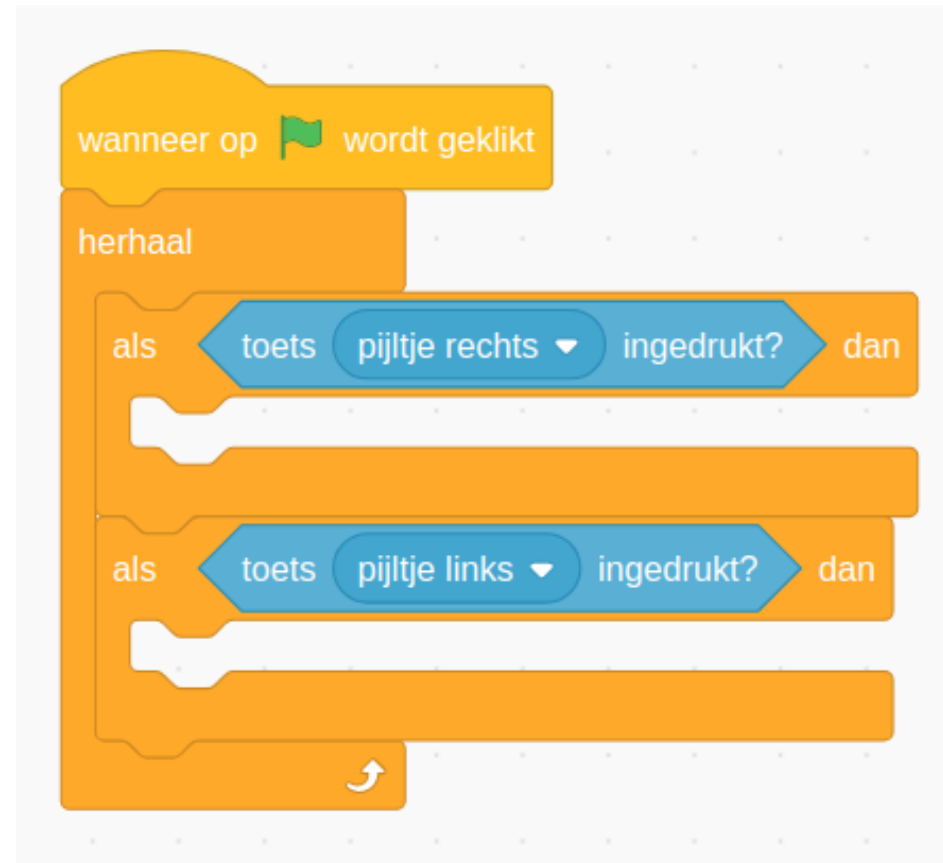 wanneer op wordt geklikt
herhaal
als toets pijltje rechts ingedrukt? dan
als toets pijltje links ingedrukt? dan